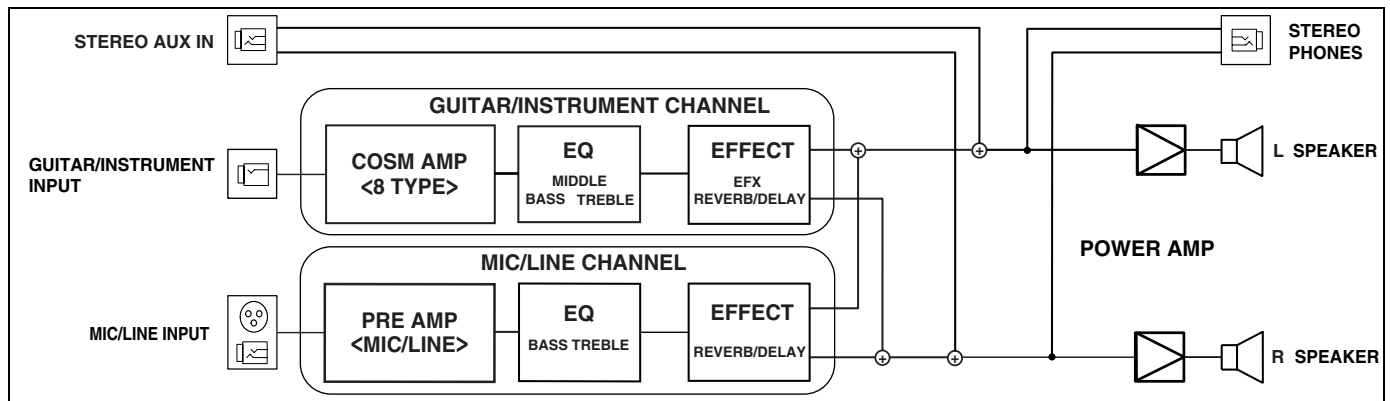 STEREO AUX IN
STEREO
PHONES
GUITAR/INSTRUMENT CHANNEL
GUITAR/INSTRUMENT
INPUT
COSM AMP
<8 TYPE>
EQ
MIDDLE
BASS TREBLE
EFFECT
EFX
REVERB/DELAY
L SPEAKER
POWER AMP
MIC/LINE CHANNEL
MIC/LINE INPUT
PRE AMP
<MIC/LINE>
EQ
BASS TREBLE
EFFECT
REVERB/DELAY
R SPEAKER